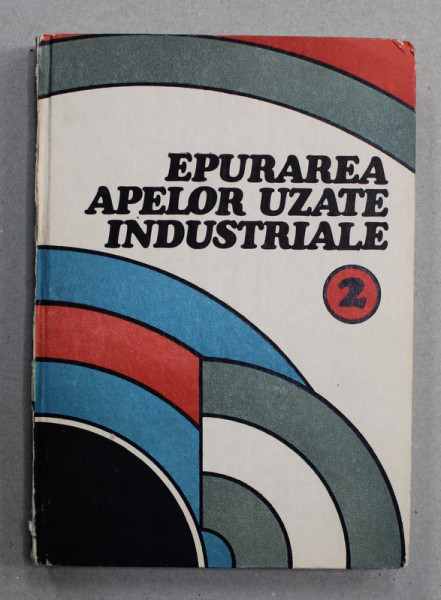 EPURAREA
APELOR UZATE
INDUSTRIALE
2